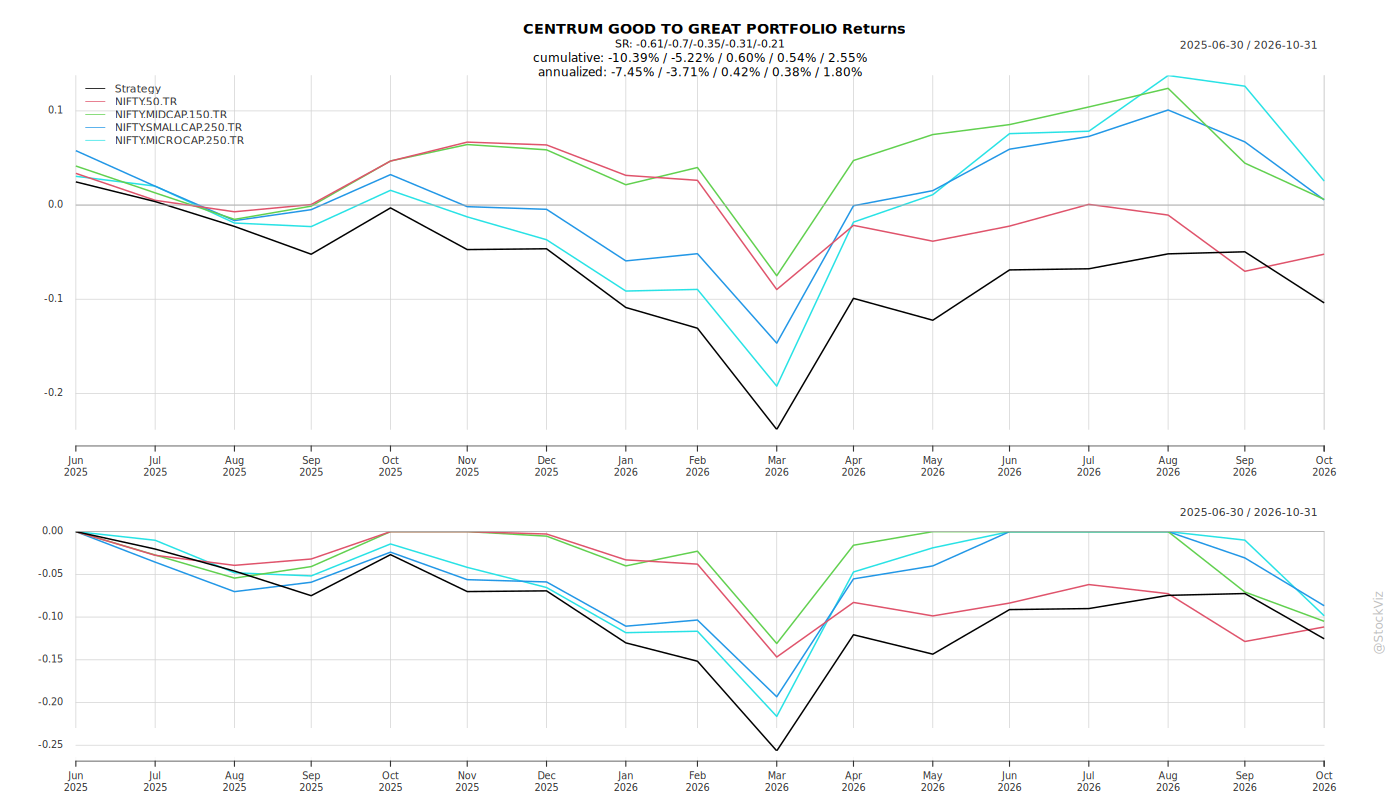 CENTRUM GOOD TO GREAT PORTFOLIO Returns
SR: -0.61/-0.7/-0.35/-0.31/-0.21
cumulative: -10.39% / -5.22% / 0.60% / 0.54% / 2.55%
annualized: -7.45% / -3.71% / 0.42% / 0.38% / 1.80%
2025-06-30 / 2026-10-31
Strategy
NIFTY.50.TR
NIFTY.MIDCAP.150.TR
NIFTY.SMALLCAP.250.TR
NIFTY.MICROCAP.250.TR
0.1
0.0
-0.1
-0.2
Jun Jul Aug Sep Oct Nov Dec Jan Feb Mar Apr May Jun Jul Aug Sep Oct
2025 2025 2025 2025 2025 2025 2025 2026 2026 2026 2026 2026 2026 2026 2026 2026 2026
2025-06-30 / 2026-10-31
0.00
-0.05
-0.10
-0.15
-0.20
-0.25
Jun Jul Aug Sep Oct Nov Dec Jan Feb Mar Apr May Jun Jul Aug Sep Oct
2025 2025 2025 2025 2025 2025 2025 2026 2026 2026 2026 2026 2026 2026 2026 2026 2026
@StockViz